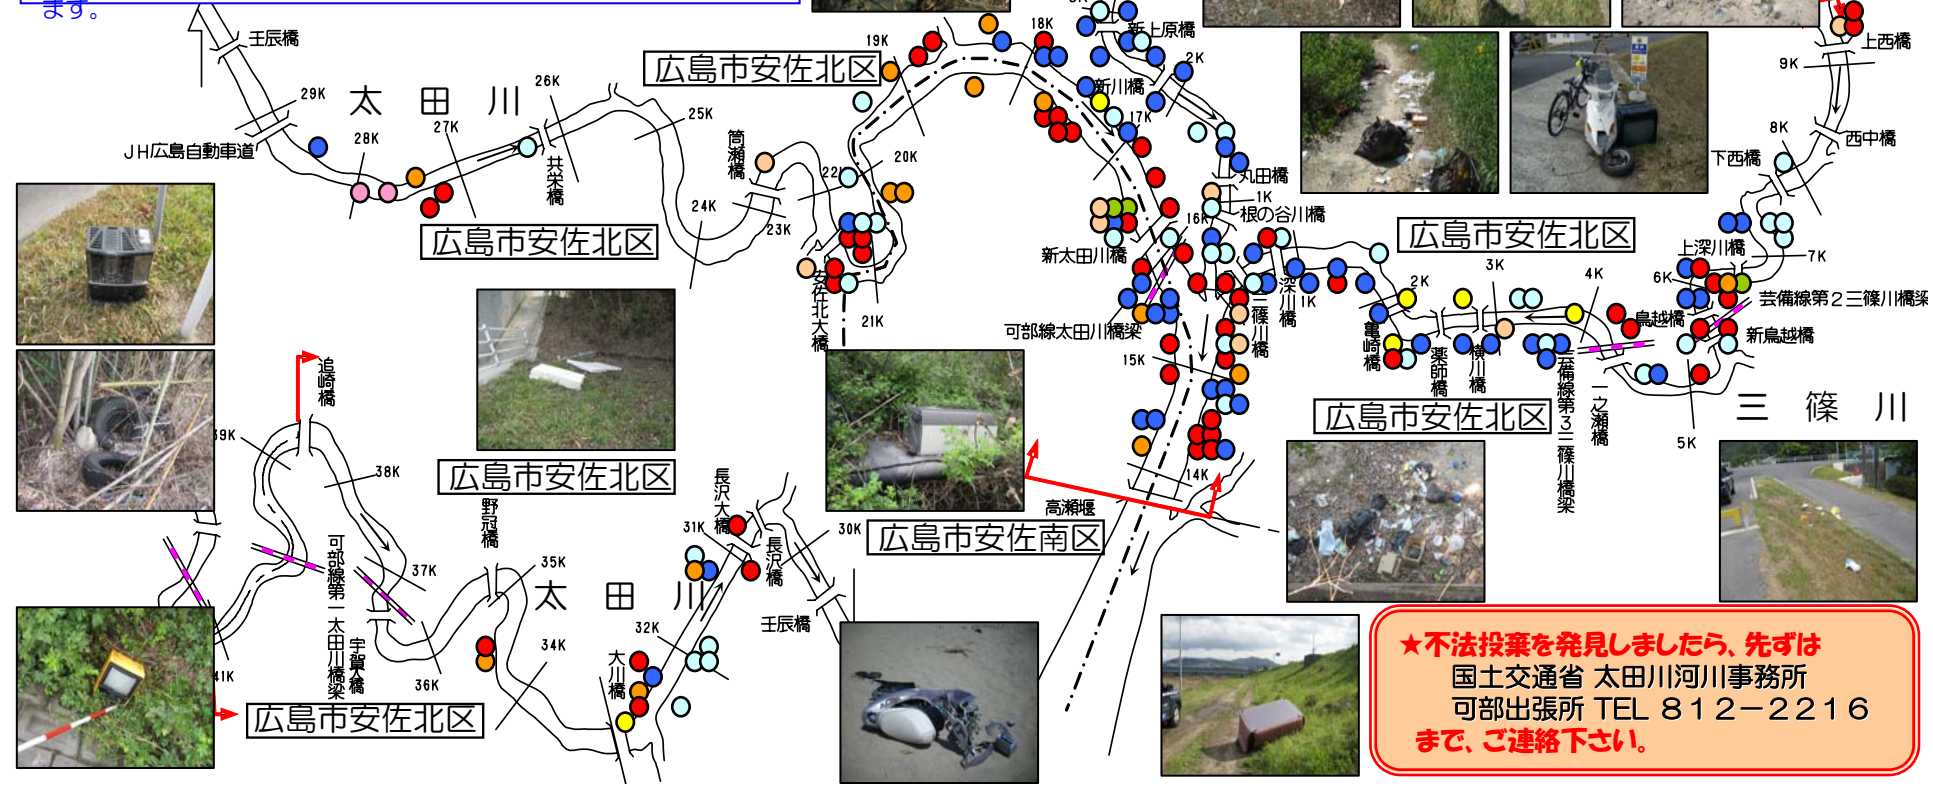 ます。
壬辰橋
29K
JH広島自動車道
28K
太田川
27K
26K
共栄橋
25K
広島市安佐北区
24K
筒瀬橋
23K
22K
安佐北大橋
広島市安佐北区
19K
20K
21K
18K
新上原橋
2K
新川橋
17K
丸田橋
1K
根の谷川橋
16K
新太田川橋
可部線太田川橋梁
15K
三篠川橋
深川橋
1K
14K
高瀬堰
広島市安佐南区
上西橋
9K
8K
西中橋
下西橋
広島市安佐北区
上深川橋
7K
6K
芸備線第2三篠川橋梁
新鳥越橋
鳥越橋
2K
3K
4K
亀崎橋
薬師橋
横川橋
芸備線第3三篠川橋梁
一之瀬橋
5K
三篠川
広島市安佐北区
追崎橋
39K
38K
可部線第一太田川橋梁
宇賀大橋
37K
36K
41K
広島市安佐北区
広島市安佐北区
野冠橋
35K
太田川
34K
大川橋
32K
31K
長沢大橋
長沢橋
30K
壬辰橋
★不法投棄を発見しましたら、先ずは
国土交通省 太田川河川事務所
可部出張所 TEL 812-2216
まで、ご連絡下さい。